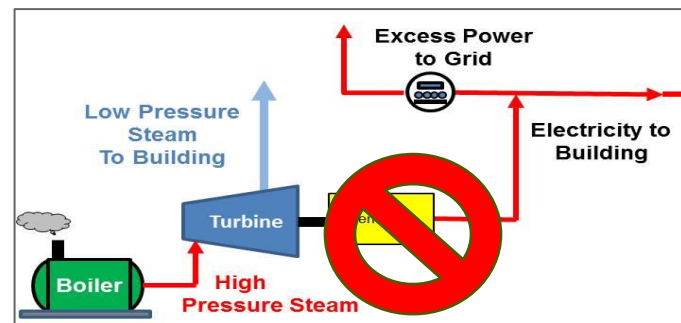 Excess Power
to Grid
Low Pressure
Steam
To Building
Electricity to
Building
Turbine
Boiler
High
Pressure Steam